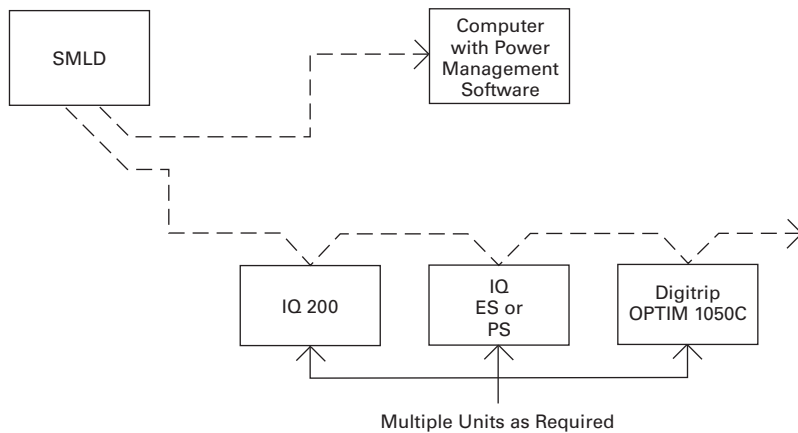 SMLD
Computer
with Power
Management
Software
IQ 200
IQ
ES or
PS
Digitrip
OPTIM 1050C
Multiple Units as Required